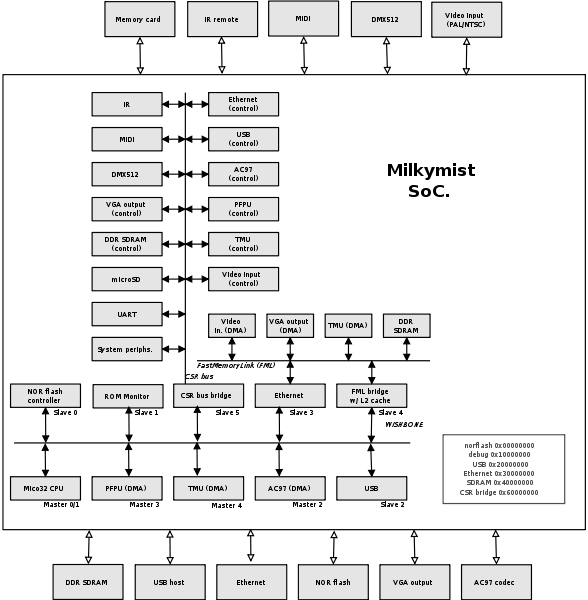 Memory card
IR remote
MIDI
DMX512
Video input
(PAL/NTSC)
Milkymist
SoC.
IR
Ethernet
(control)
MIDI
USB
(control)
DMX512
AC97
(control)
VGA output
(control)
PFPU
(control)
DDR SDRAM
(control)
TMU
(control)
microSD
Video input
(control)
UART
System periphs.
Video
in. (DMA)
VGA output
(DMA)
TMU (DMA)
DDR
SDRAM
FastMemoryLink (FML)
CSR bus
NOR flash
controller
Slave 0
ROM Monitor
Slave 1
CSR bus bridge
Slave 5
Ethernet
Slave 3
FML bridge
w/ L2 cache
Slave 4
WISHBONE
Mico32 CPU
Master 0/1
PFPU (DMA)
Master 3
TMU (DMA)
Master 4
AC97 (DMA)
Master 2
USB
Slave 2
norflash 0x00000000
debug 0x10000000
USB 0x20000000
Ethernet 0x30000000
SDRAM 0x40000000
CSR bridge 0x60000000
DDR SDRAM
USB host
Ethernet
NOR flash
VGA output
AC97 codec